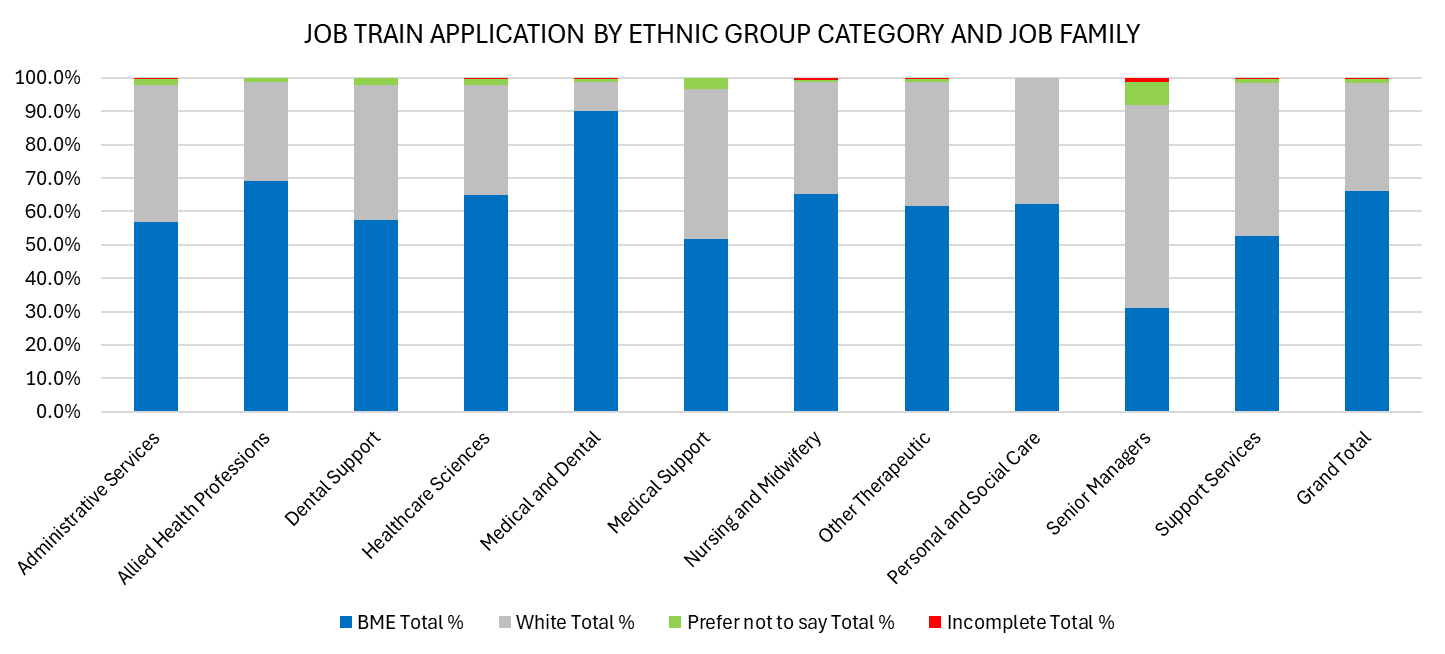 JOB TRAIN APPLICATION BY ETHNIC GROUP CATEGORY AND JOB FAMILY
100.0%
90.0%
80.0%
70.0%
60.0%
50.0%
40.0%
30.0%
20.0%
10.0%
0.0%
Administrative Services
Allied Health Professions
Dental Support
Healthcare Sciences
Medical and Dental
Medical Support
Nursing and Midwifery
Other Therapeutic
Personal and Social Care
Senior Managers
Support Services
Grand Total
BME Total %
White Total %
Prefer not to say Total %
Incomplete Total %